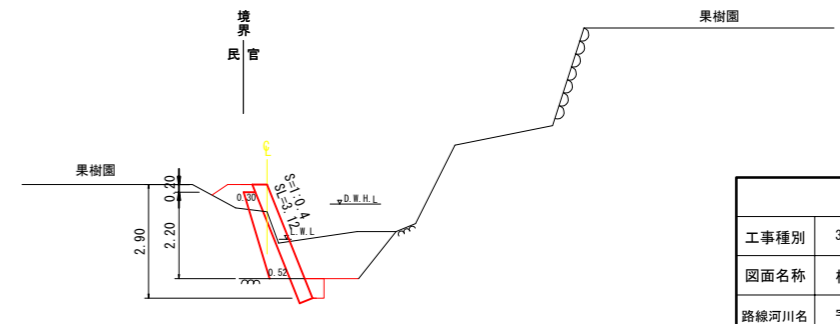 境界
民 官
果樹園
果樹園
℄
0.20
0.30
S=1:0.4
SL=3.12
D.W.H.L
L.W.L
2.90
2.20
0.52
工事種別 3
図面名称
路線河川名